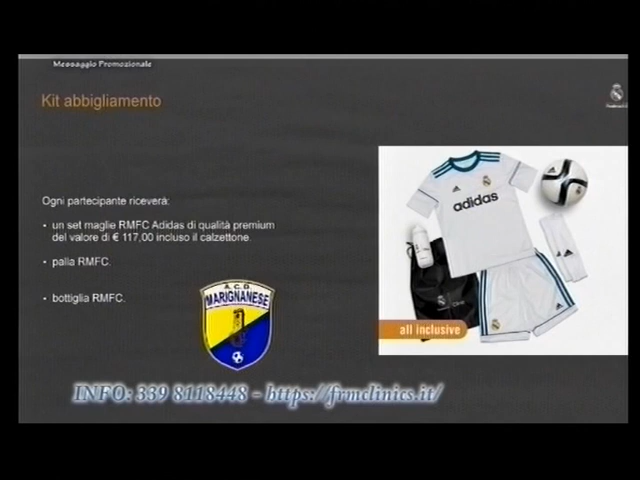 Messaggio Promozionale
Kit abbigliamento
Ogni partecipante riceverà:
• un set maglie RMFC Adidas di qualità premium
del valore di € 117,00 incluso il calzettone.
• palla RMFC.
• bottiglia RMFC.
A.C.D.
MARIGNANESE
adidas
all inclusive
INFO: 339 8118448 - https://frmclinics.it/